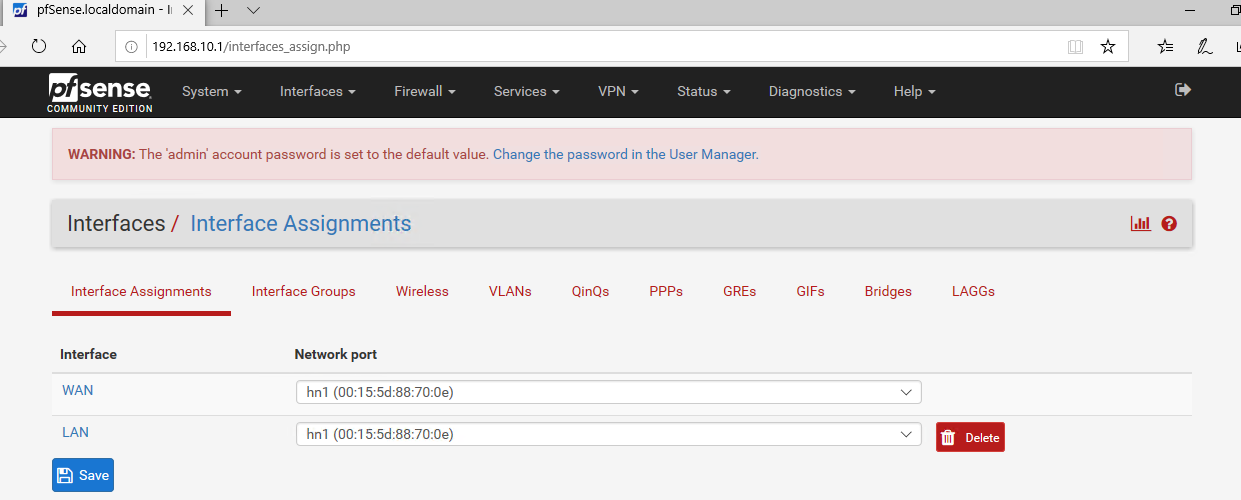 pfSense.localdomain - I
192.168.10.1/interfaces_assign.php
pfsense
COMMUNITY EDITION
System Interfaces Firewall Services VPN Status Diagnostics Help
WARNING: The 'admin' account password is set to the default value. Change the password in the User Manager.
Interfaces / Interface Assignments
Interface Assignments Interface Groups Wireless VLANs QinQs PPPs GREs GIFs Bridges LAGGs
Interface Network port
WAN hn1 (00:15:5d:88:70:0e)
LAN hn1 (00:15:5d:88:70:0e) Delete
Save